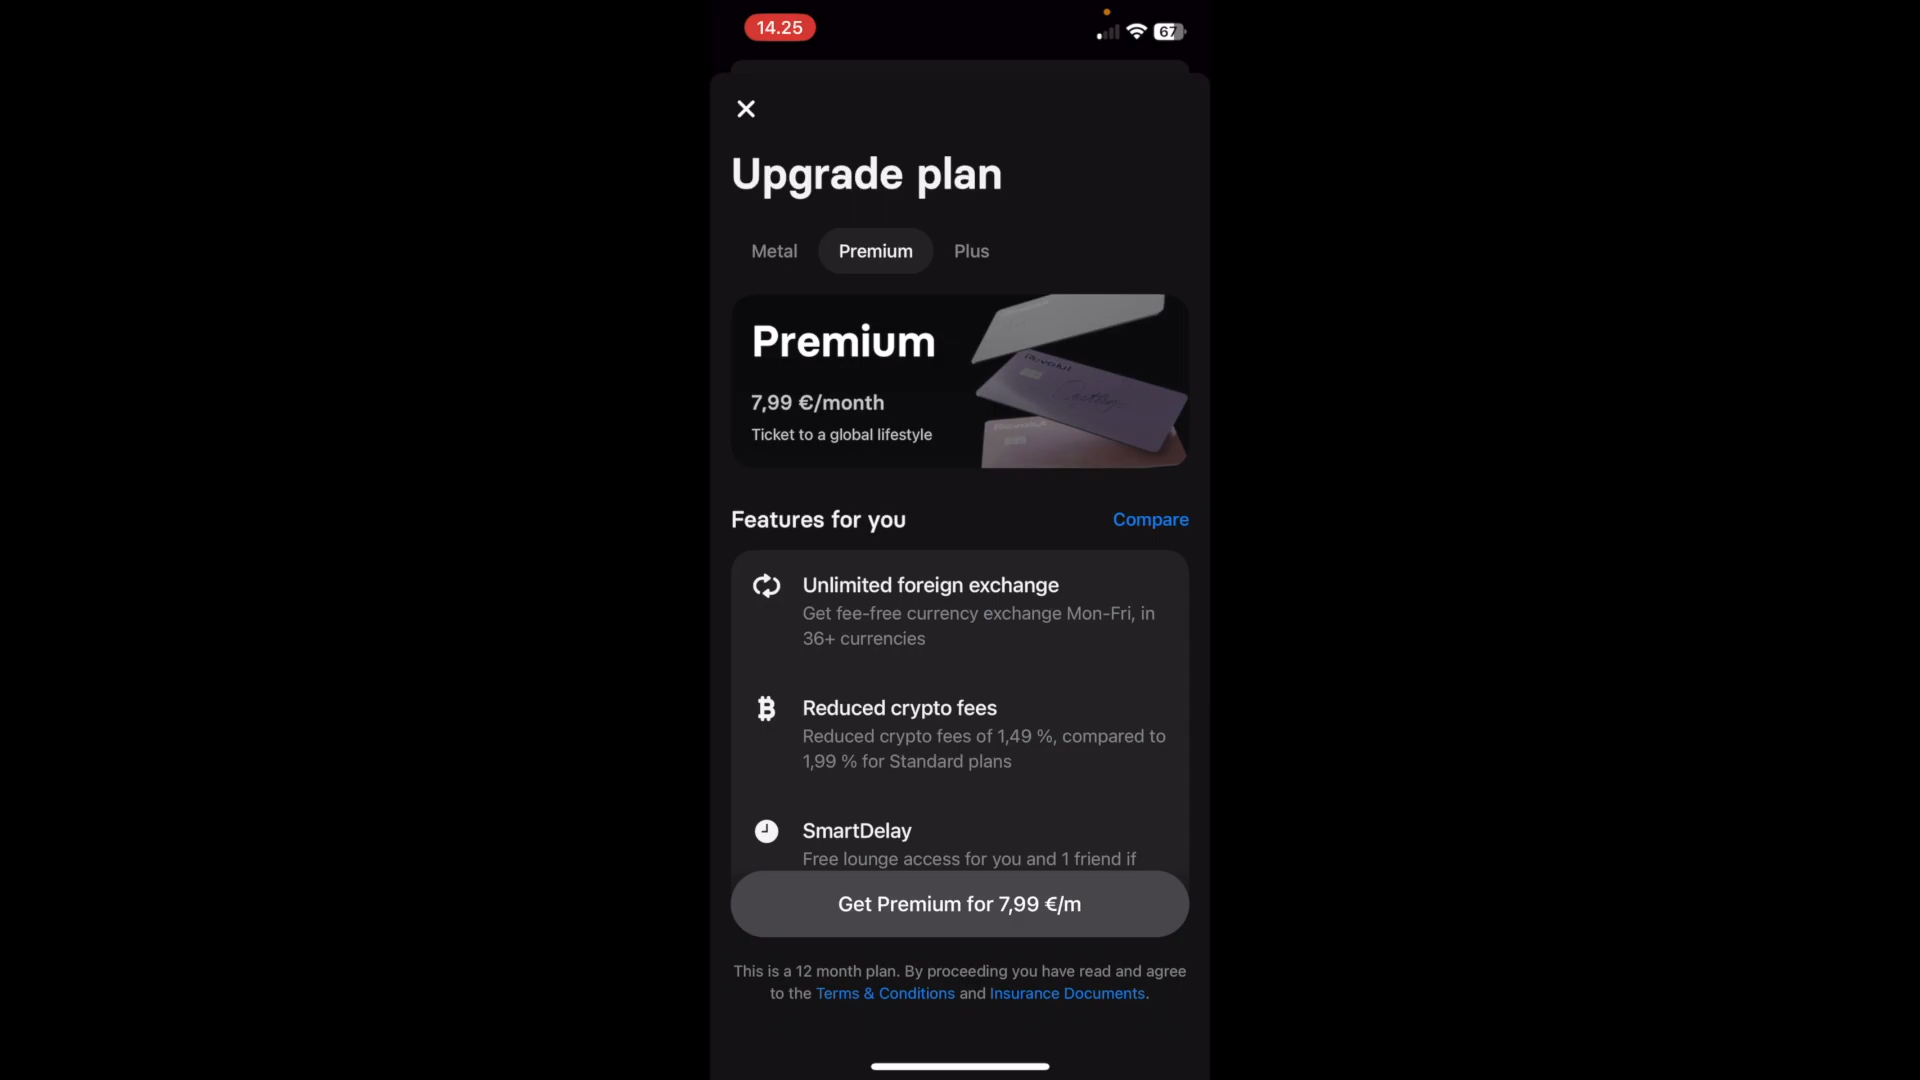 14.25
67
Upgrade plan
Metal
Premium
Plus
Premium
Revolut
7,99 €/month
Ticket to a global lifestyle
Features for you
Compare
Unlimited foreign exchange
Get fee-free currency exchange Mon-Fri, in
36+ currencies
Reduced crypto fees
Reduced crypto fees of 1,49 %, compared to
1,99 % for Standard plans
SmartDelay
Free lounge access for you and 1 friend if
Get Premium for 7,99 €/m
This is a 12 month plan. By proceeding you have read and agree
to the Terms & Conditions and Insurance Documents.